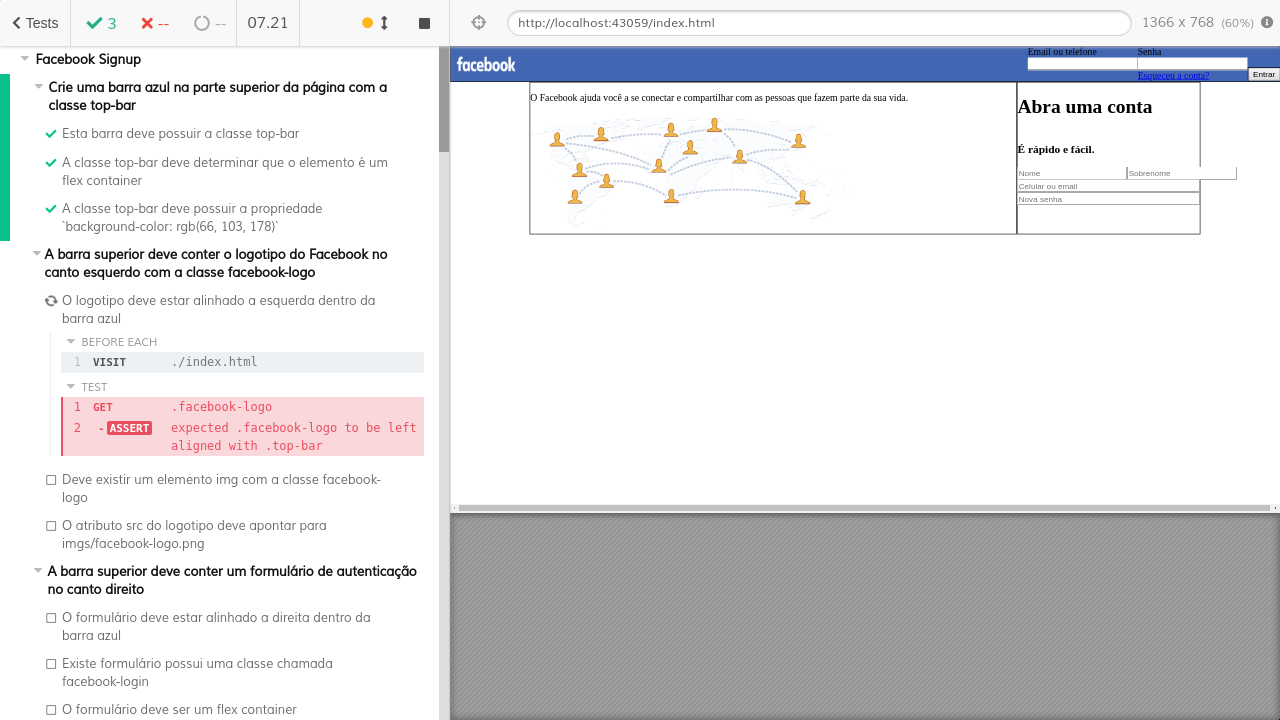 Tests
3
--
--
07.21
http://localhost:43059/index.html
1366 x 768 (60%)
Facebook Signup
Crie uma barra azul na parte superior da página com a
classe top-bar
Esta barra deve possuir a classe top-bar
A classe top-bar deve determinar que o elemento é um
flex container
A classe top-bar deve possuir a propriedade
`background-color: rgb(66, 103, 178)`
A barra superior deve conter o logotipo do Facebook no
canto esquerdo com a classe facebook-logo
O logotipo deve estar alinhado a esquerda dentro da
barra azul
BEFORE EACH
1 VISIT ./index.html
TEST
1 GET .facebook-logo
2 -ASSERT expected .facebook-logo to be left
aligned with .top-bar
Deve existir um elemento img com a classe facebook-
logo
O atributo src do logotipo deve apontar para
imgs/facebook-logo.png
A barra superior deve conter um formulário de autenticação
no canto direito
O formulário deve estar alinhado a direita dentro da
barra azul
Existe formulário possui uma classe chamada
facebook-login
O formulário deve ser um flex container
facebook
Email ou telefone
Senha
Esqueceu a conta?
Entrar
O Facebook ajuda você a se conectar e compartilhar com as pessoas que fazem parte da sua vida.
Abra uma conta
É rápido e fácil.
Nome
Sobrenome
Celular ou email
Nova senha